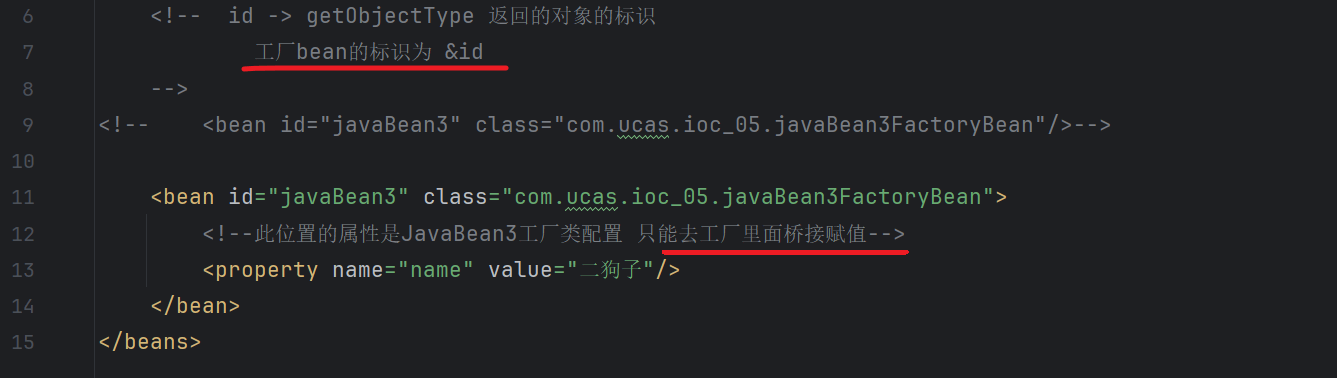 6 <!-- id -> getObjectType 返回的对象的标识
7 工厂bean的标识为 &id
8 -->
9 <!-- <bean id="javaBean3" class="com.ucas.ioc_05.javaBean3FactoryBean"/>-->
10
11 <bean id="javaBean3" class="com.ucas.ioc_05.javaBean3FactoryBean">
12 <!--此位置的属性是JavaBean3工厂类配置 只能去工厂里面桥接赋值-->
13 <property name="name" value="二狗子"/>
14 </bean>
15 </beans>